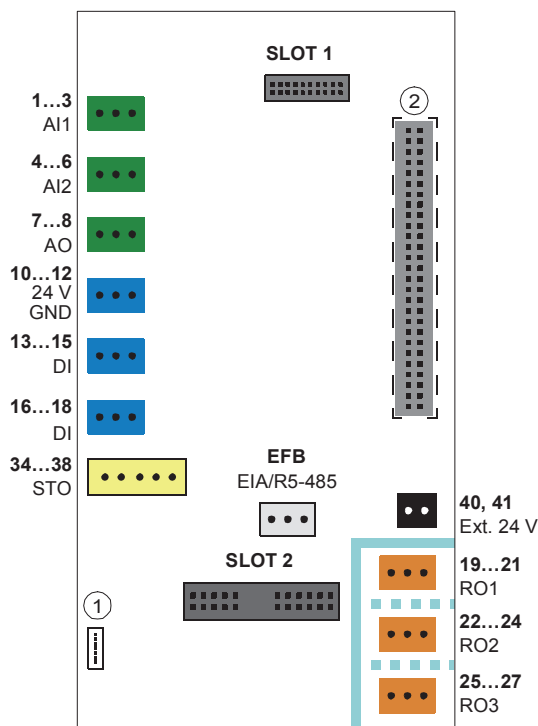 SLOT 1
1...3
AI1
4...6
AI2
7...8
AO
10...12
24 V
GND
13...15
DI
16...18
DI
34...38
STO
2
EFB
EIA/R5-485
40, 41
Ext. 24 V
SLOT 2
19...21
RO1
22...24
RO2
25...27
RO3
1